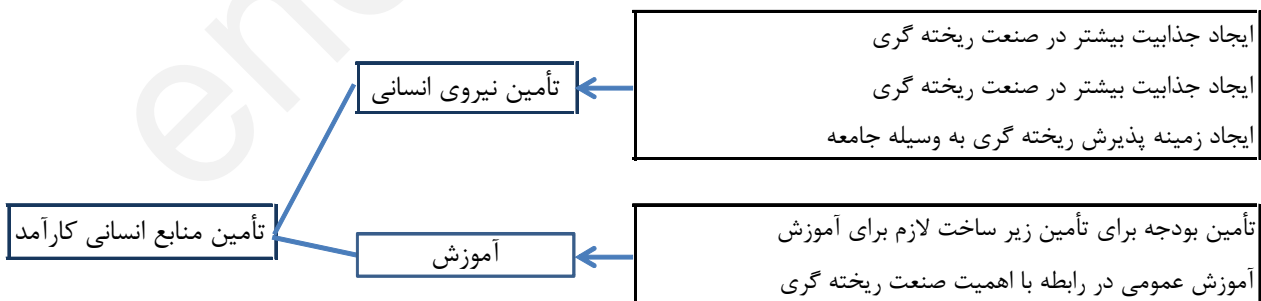 ایجاد جذابیت بیشتر در صنعت ریخته گری
ایجاد جذابیت بیشتر در صنعت ریخته گری
ایجاد زمینه پذیرش ریخته گری به وسیله جامعه
تأمین نیروی انسانی
تأمین منابع انسانی کارآمد
تأمین بودجه برای تأمین زیر ساخت لازم برای آموزش
آموزش عمومی در رابطه با اهمیت صنعت ریخته گری
آموزش